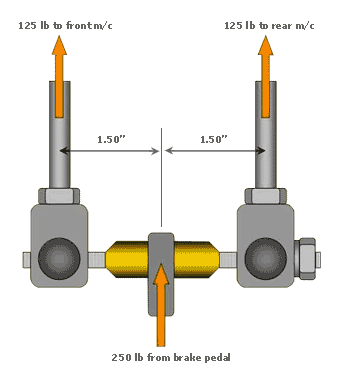 125 lb to front m/c
125 lb to rear m/c
1.50”
1.50”
250 lb from brake pedal